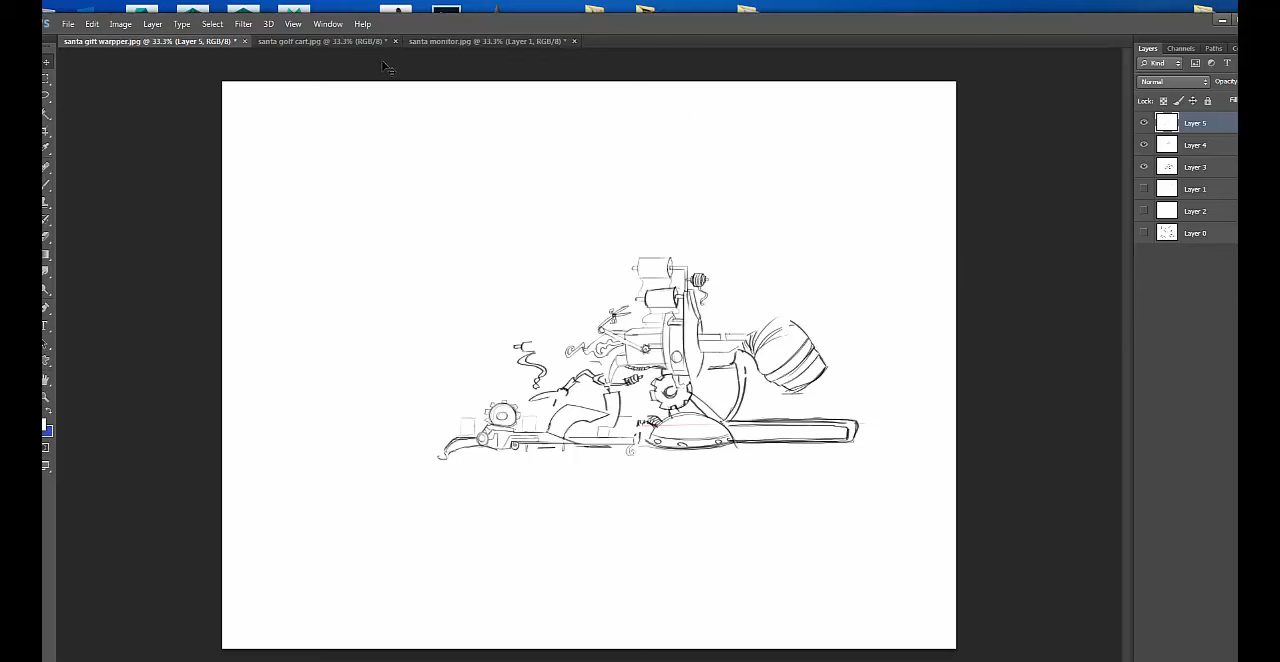 File Edit Image Layer Type Select Filter 3D View Window Help
santa gift warpper.jpg @ 33.3% (Layer 5, RGB/8) * × santa golf cart.jpg @ 33.3% (RGB/8) * × santa monitor.jpg @ 33.3% (Layer 1, RGB/8) * ×
Layers Channels Paths
Kind
Normal Opacity
Lock:
Layer 5
Layer 4
Layer 3
Layer 1
Layer 2
Layer 0